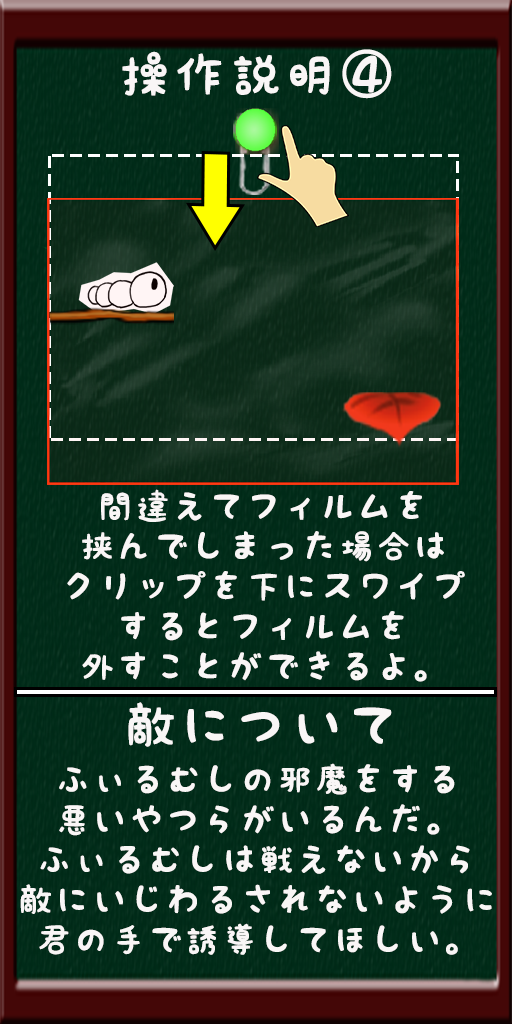 操作説明④
間違えてフィルムを
挟んでしまった場合は
クリップを下にスワイプ
するとフィルムを
外すことができるよ。
敵について
ふぃるむしの邪魔をする
悪いやつらがいるんだ。
ふぃるむしは戦えないから
敵にいじわるされないように
君の手で誘導してほしい。